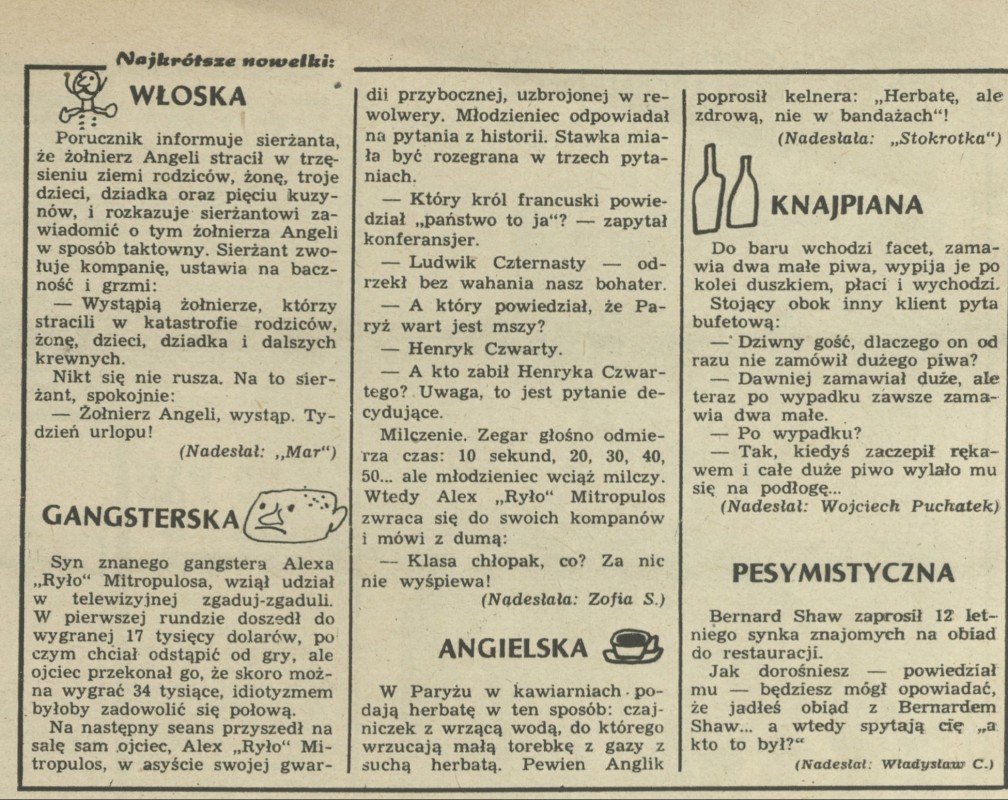 Najkrótsze nowelki:
WŁOSKA
Porucznik informuje sierżanta,
że żołnierz Angeli stracił w trzę-
sieniu ziemi rodziców, żonę, troje
dzieci, dziadka oraz pięciu kuzy-
nów, i rozkazuje sierżantowi za-
wiadomić o tym żołnierza Angeli
w sposób taktowny. Sierżant zwo-
łuje kompanię, ustawia na bacz-
ność i grzmi:
— Wystąpią żołnierze, którzy
stracili w katastrofie rodziców,
żonę, dzieci, dziadka i dalszych
krewnych.
Nikt się nie rusza. Na to sier-
żant, spokojnie:
— Żołnierz Angeli, wystąp. Ty-
dzień urlopu!
(Nadesłał: „Mar")
GANGSTERSKA
Syn znanego gangstera Alexa
„Ryło" Mitropulosa, wziął udział
w telewizyjnej zgaduj-zgaduli.
W pierwszej rundzie doszedł do
wygranej 17 tysięcy dolarów, po
czym chciał odstąpić od gry, ale
ojciec przekonał go, że skoro moż-
na wygrać 34 tysiące, idiotyzmem
byłoby zadowolić się połową.
Na następny seans przyszedł na
salę sam ojciec, Alex „Ryło" Mi-
tropulos, w asyście swojej gwar-
dii przybocznej, uzbrojonej w re-
wolwery. Młodzieniec odpowiadał
na pytania z historii. Stawka mia-
ła być rozegrana w trzech pyta-
niach.
— Który król francuski powie-
dział „państwo to ja"? — zapytał
konferansjer.
— Ludwik Czternasty — od-
rzekł bez wahania nasz bohater.
— A który powiedział, że Pa-
ryż wart jest mszy?
— Henryk Czwarty.
— A kto zabił Henryka Czwar-
tego? Uwaga, to jest pytanie de-
cydujące.
Milczenie. Zegar głośno odmie-
rza czas: 10 sekund, 20, 30, 40,
50... ale młodzieniec wciąż milczy.
Wtedy Alex „Ryło" Mitropulos
zwraca się do swoich kompanów
i mówi z dumą:
— Klasa chłopak, co? Za nic
nie wyśpiewa!
(Nadesłała: Zofia S.)
ANGIELSKA
W Paryżu w kawiarniach po-
dają herbatę w ten sposób: czaj-
niczek z wrzącą wodą, do którego
wrzucają małą torebkę z gazy z
suchą herbatą. Pewien Anglik
poprosił kelnera: „Herbatę, ale
zdrową, nie w bandażach"!
(Nadesłała: „Stokrotka")
KNAJPIANA
Do baru wchodzi facet, zama-
wia dwa małe piwa, wypija je po
kolei duszkiem, płaci i wychodzi.
Stojący obok inny klient pyta
bufetową:
— Dziwny gość, dlaczego on od
razu nie zamówił dużego piwa?
— Dawniej zamawiał duże, ale
teraz po wypadku zawsze zama-
wia dwa małe.
— Po wypadku?
— Tak, kiedyś zaczepił ręka-
wem i całe duże piwo wylało mu
się na podłogę...
(Nadesłał: Wojciech Puchatek)
PESYMISTYCZNA
Bernard Shaw zaprosił 12 let-
niego synka znajomych na obiad
do restauracji.
Jak dorośniesz — powiedział
mu — będziesz mógł opowiadać,
że jadłeś obiad z Bernardem
Shaw... a wtedy spytają cię „a
kto to był?"
(Nadesłał: Władysław C.)